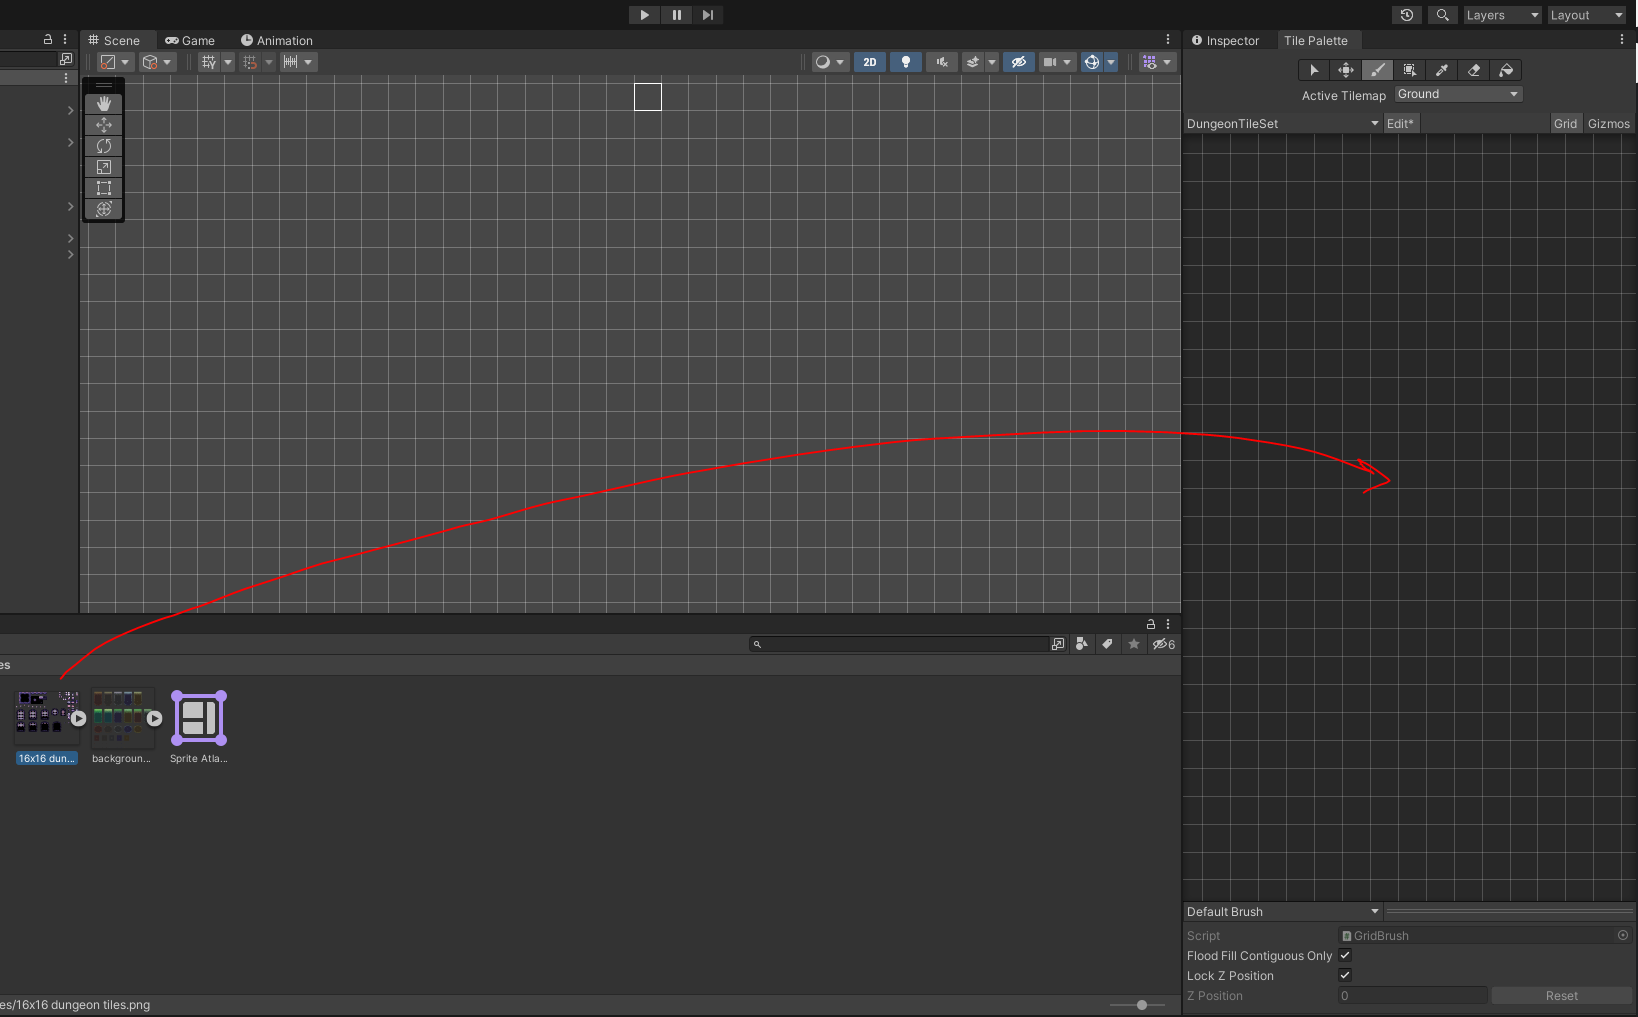 Layers
Layout
Scene
Game
Animation
Inspector
Tile Palette
2D
Active Tilemap
Ground
DungeonTileSet
Edit*
Grid
Gizmos
6
es
16x16 dun...
backgroun...
Sprite Atla...
es/16x16 dungeon tiles.png
Default Brush
Script
GridBrush
Flood Fill Contiguous Only
Lock Z Position
Z Position
0
Reset